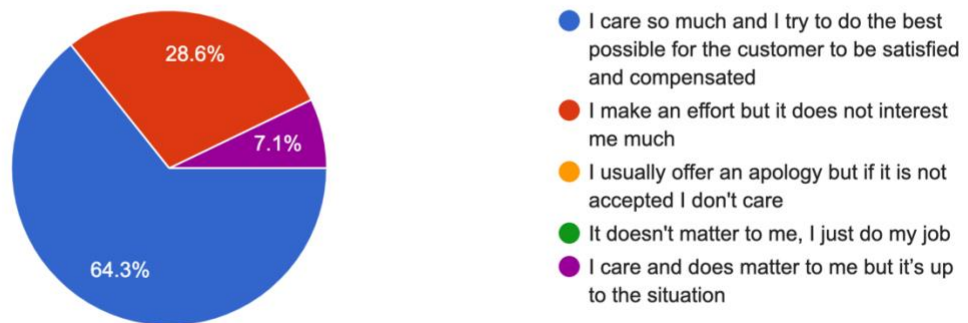 28.6%
7.1%
64.3%
I care so much and I try to do the best
possible for the customer to be satisfied
and compensated
I make an effort but it does not interest
me much
I usually offer an apology but if it is not
accepted I don't care
It doesn't matter to me, I just do my job
I care and does matter to me but it’s up
to the situation